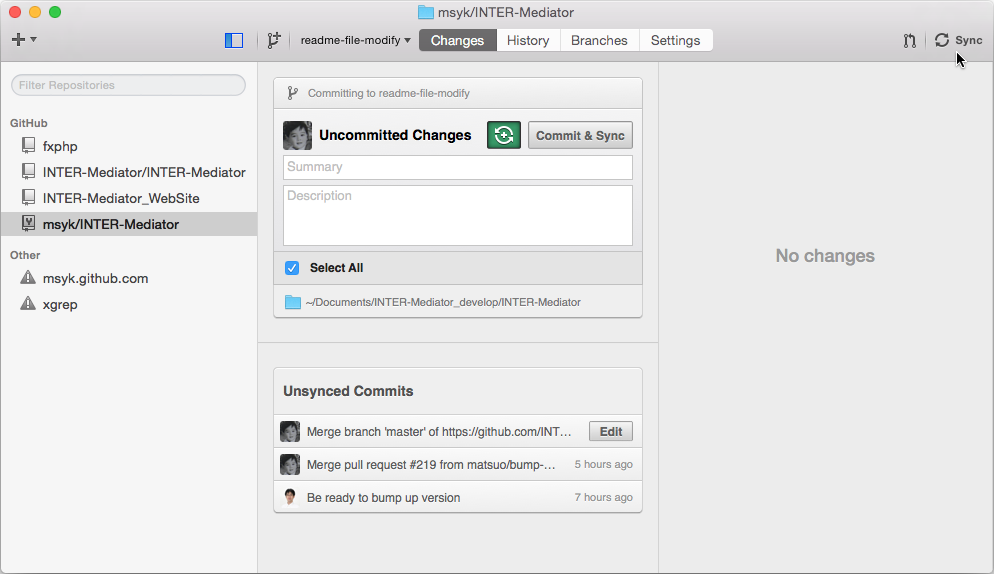 msyk/INTER-Mediator
readme-file-modify
Changes
History
Branches
Settings
Sync
Filter Repositories
GitHub
fxphp
INTER-Mediator/INTER-Mediator
INTER-Mediator_WebSite
msyk/INTER-Mediator
Other
msyk.github.com
xgrep
Committing to readme-file-modify
Uncommitted Changes
Commit & Sync
Summary
Description
Select All
~/Documents/INTER-Mediator_develop/INTER-Mediator
Unsynced Commits
Merge branch 'master' of https://github.com/INT…
Edit
Merge pull request #219 from matsuo/bump-…
5 hours ago
Be ready to bump up version
7 hours ago
No changes